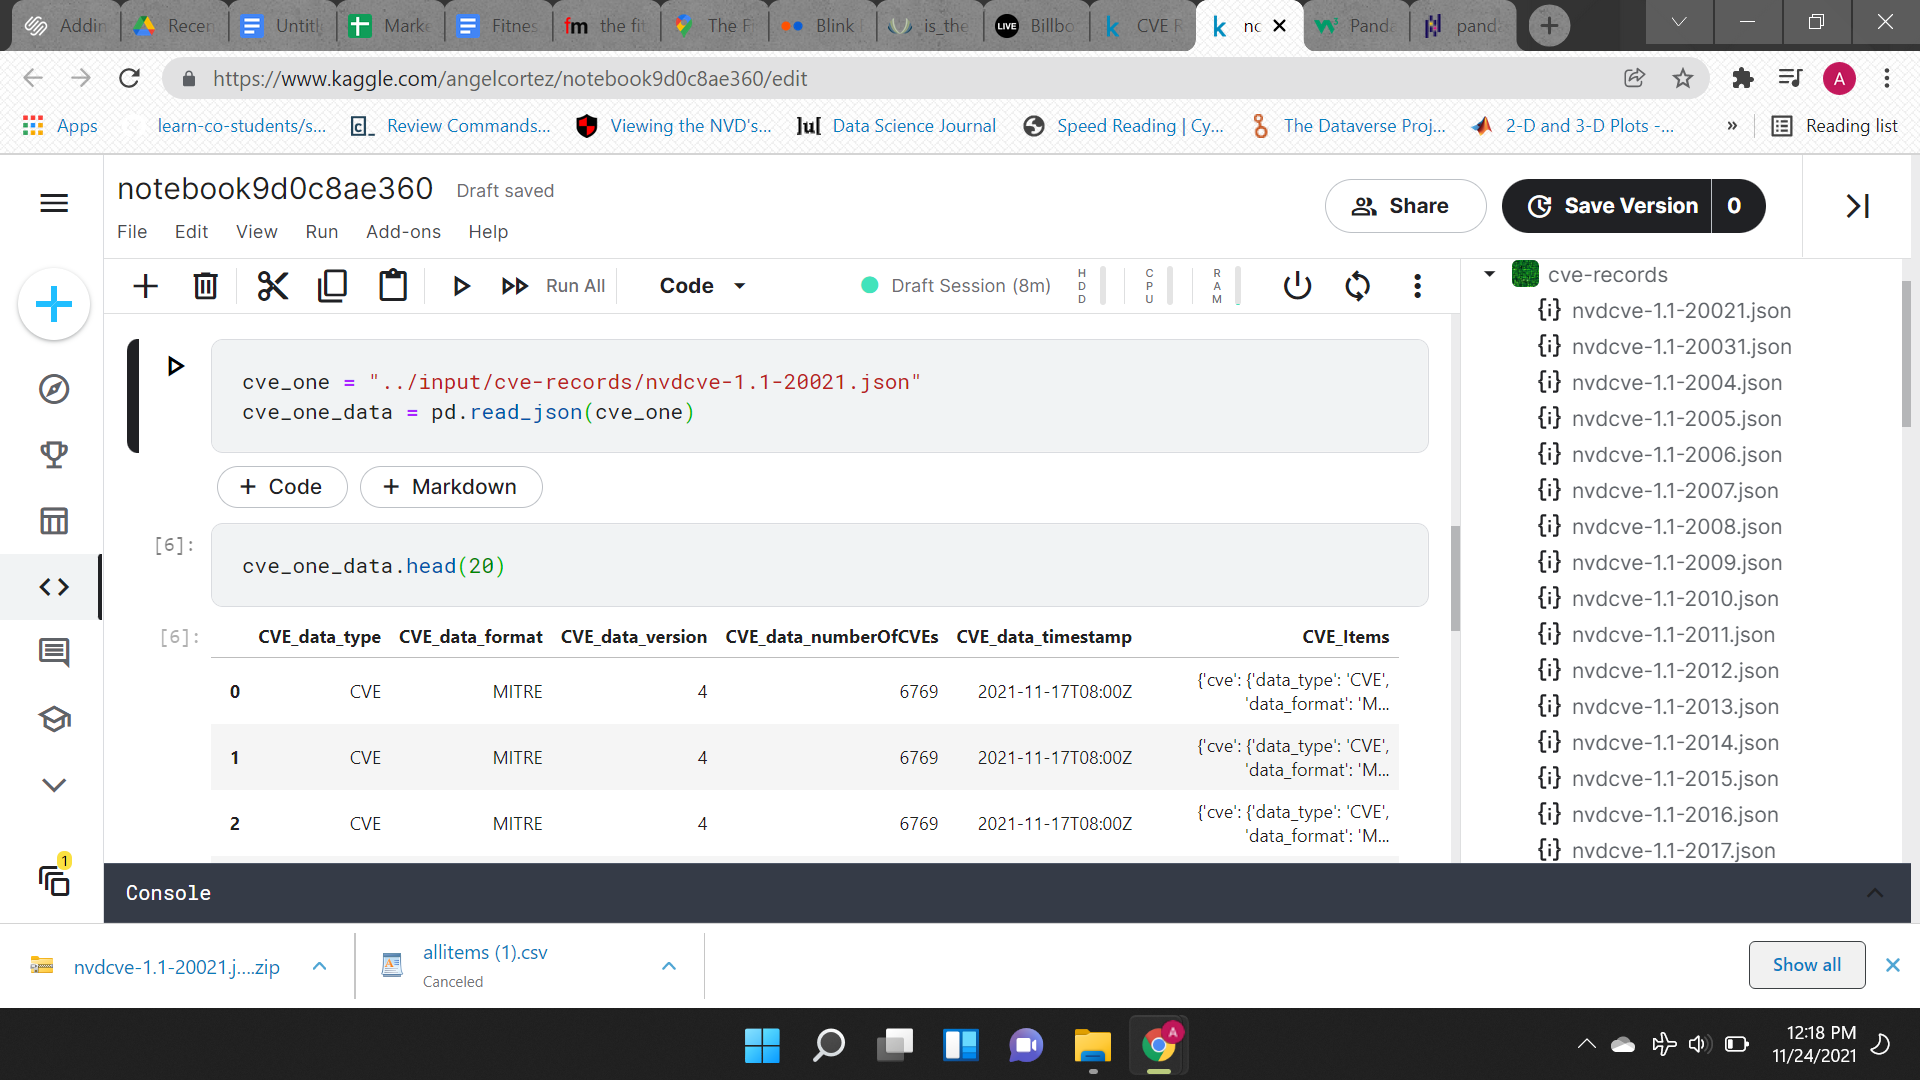 Addin
Recen
Untitl
Marke
Fitnes
fm the fit
The Fi
Blink
is_the
LIVE Billbo
CVE R
no
Panda
panda
https://www.kaggle.com/angelcortez/notebook9d0c8ae360/edit
A
Apps
learn-co-students/s...
Review Commands...
Viewing the NVD's...
Data Science Journal
Speed Reading | Cy...
The Dataverse Proj...
2-D and 3-D Plots -...
»
Reading list
notebook9d0c8ae360 Draft saved
File Edit View Run Add-ons Help
Share
Save Version 0
Run All
Code
Draft Session (8m)
HDD
CPU
RAM
cve_one = "../input/cve-records/nvdcve-1.1-20021.json"
cve_one_data = pd.read_json(cve_one)
+ Code
+ Markdown
[6]:
cve_one_data.head(20)
[6]:
CVE_data_type CVE_data_format CVE_data_version CVE_data_numberOfCVEs CVE_data_timestamp CVE_Items
0 CVE MITRE 4 6769 2021-11-17T08:00Z {'cve': {'data_type': 'CVE',
'data_format': 'M...
1 CVE MITRE 4 6769 2021-11-17T08:00Z {'cve': {'data_type': 'CVE',
'data_format': 'M...
2 CVE MITRE 4 6769 2021-11-17T08:00Z {'cve': {'data_type': 'CVE',
'data_format': 'M...
cve-records
nvdcve-1.1-20021.json
nvdcve-1.1-20031.json
nvdcve-1.1-2004.json
nvdcve-1.1-2005.json
nvdcve-1.1-2006.json
nvdcve-1.1-2007.json
nvdcve-1.1-2008.json
nvdcve-1.1-2009.json
nvdcve-1.1-2010.json
nvdcve-1.1-2011.json
nvdcve-1.1-2012.json
nvdcve-1.1-2013.json
nvdcve-1.1-2014.json
nvdcve-1.1-2015.json
nvdcve-1.1-2016.json
nvdcve-1.1-2017.json
1
Console
nvdcve-1.1-20021.j....zip
allitems (1).csv
Canceled
Show all
A
12:18 PM
11/24/2021